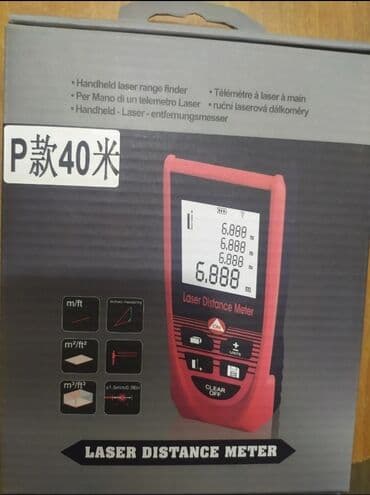 • Handheld laser range finder
• Per Mano di un telemetro Laser
• Handheld - Laser - entfernungsmesser
• Télémètre à laser à main
• ruční laserová dálkoměry
P款40米
6.888
6.888
6.888
6.888 m
Laser Distance Meter
UNITS
CLEAR
OFF
m/ft
m²/ft²
m³/ft³
LASER DISTANCE METER